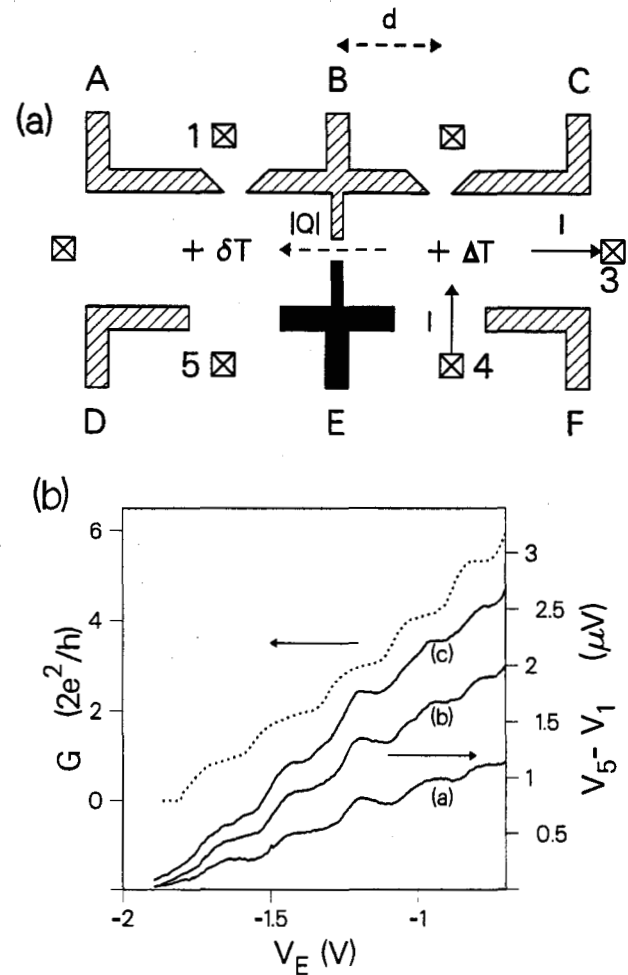 d
A B C
(a)
1
|Q|
+ δT + ΔT I
3
I
5 4
D E F
(b)
6
3
2.5
4
(c)
G (2e²/h)
V₅- V₁ (μV)
2
(b)
2
1.5
1
(a)
0
0.5
-2 -1.5 -1
V_E (V)